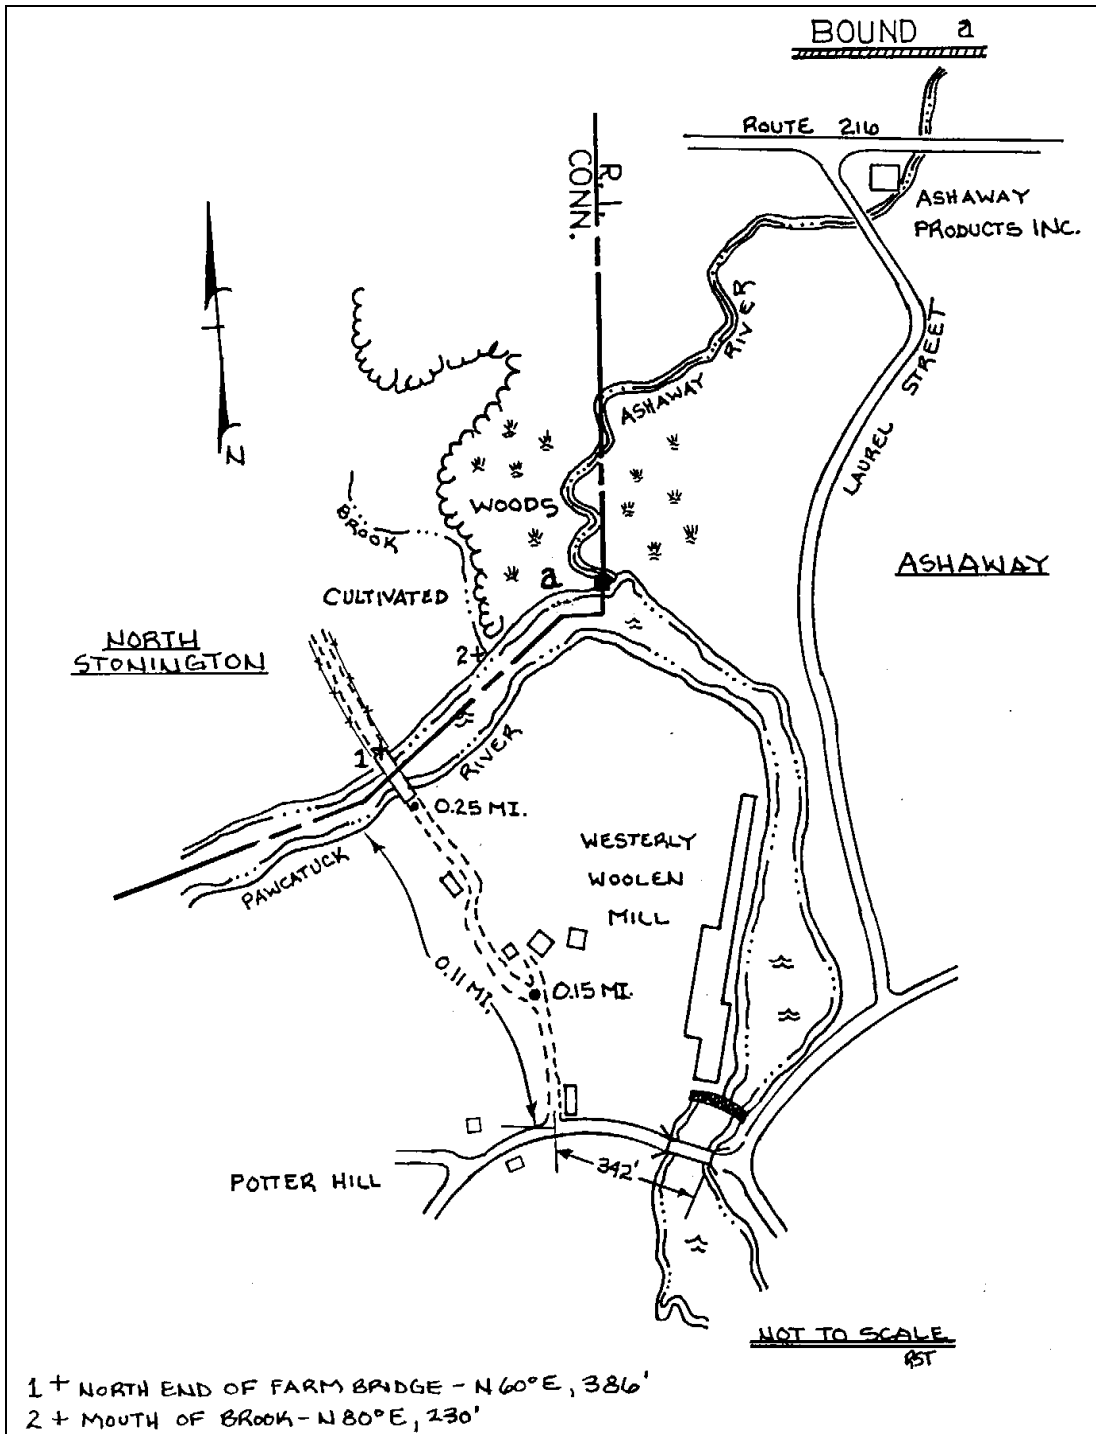 BOUND a
ROUTE 216
R.I.
CONN.
ASHAWAY
PRODUCTS INC.
ASHAWAY RIVER
LAUREL STREET
N
WOODS
BROOK
a
ASHAWAY
CULTIVATED
NORTH
STONINGTON
2+
1+
RIVER
0.25 MI.
WESTERLY
WOOLEN
MILL
PAWCATUCK
0.11 MI.
0.15 MI.
342'
POTTER HILL
NOT TO SCALE
RST
1 + NORTH END OF FARM BRIDGE - N 60° E, 386'
2 + MOUTH OF BROOK - N 80° E, 230'